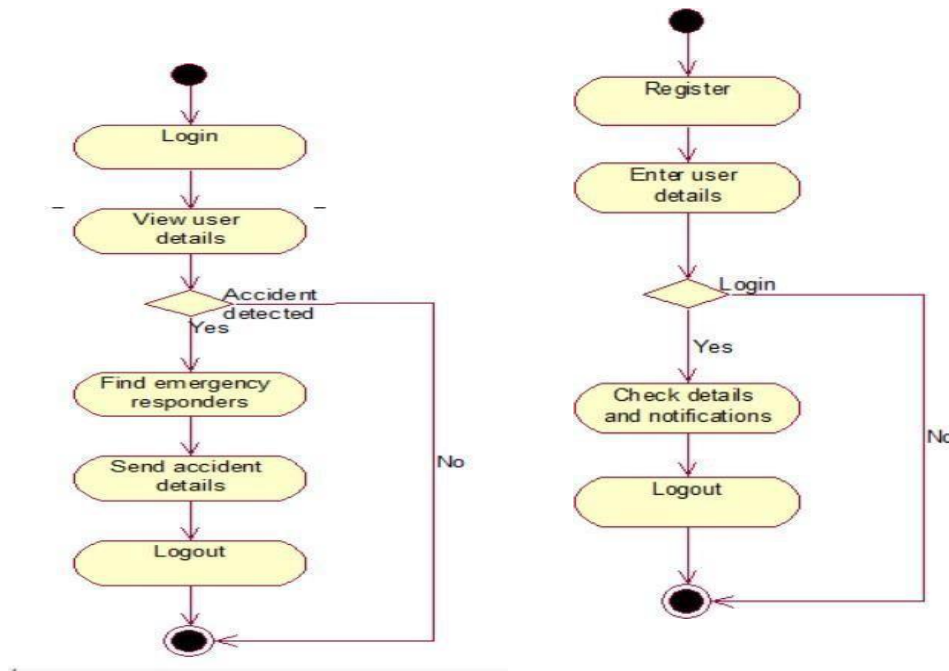 Login
View user
details
Accident
detected
Yes
Find emergency
responders
No
Send accident
details
Logout
Register
Enter user
details
Login
Yes
Check details
and notifications
No
Logout